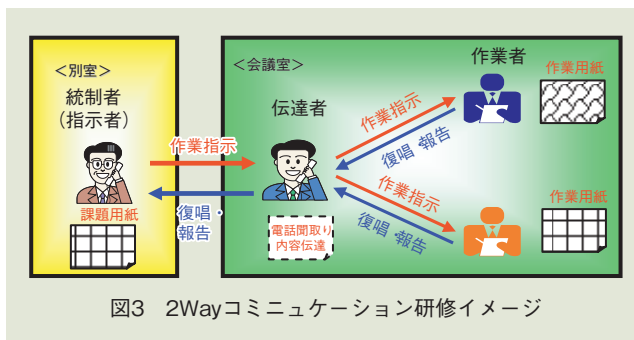 ＜別室＞
統制者
（指示者）
課題用紙
作業指示
復唱・
報告
＜会議室＞
伝達者
電話聞取り
内容伝達
作業指示
復唱・報告
作業指示
復唱・報告
作業者
作業用紙
作業用紙
図3　2Wayコミニュケーション研修イメージ